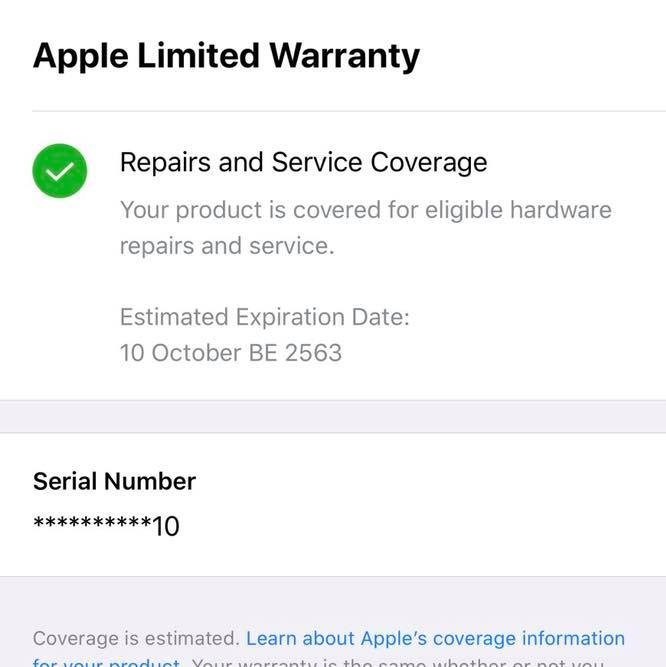 Apple Limited Warranty
Repairs and Service Coverage
Your product is covered for eligible hardware
repairs and service.
Estimated Expiration Date:
10 October BE 2563
Serial Number
**********10
Coverage is estimated. Learn about Apple’s coverage information
for your product. Your warranty is the same whether or not you